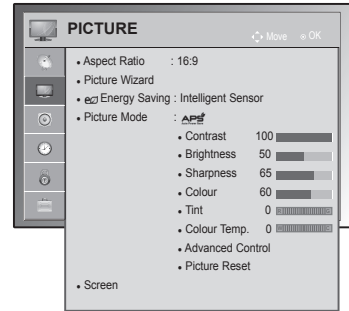 PICTURE
Move OK
• Aspect Ratio : 16:9
• Picture Wizard
• Energy Saving : Intelligent Sensor
• Picture Mode : APS
• Contrast 100
• Brightness 50
• Sharpness 65
• Colour 60
• Tint 0
• Colour Temp. 0
• Advanced Control
• Picture Reset
• Screen